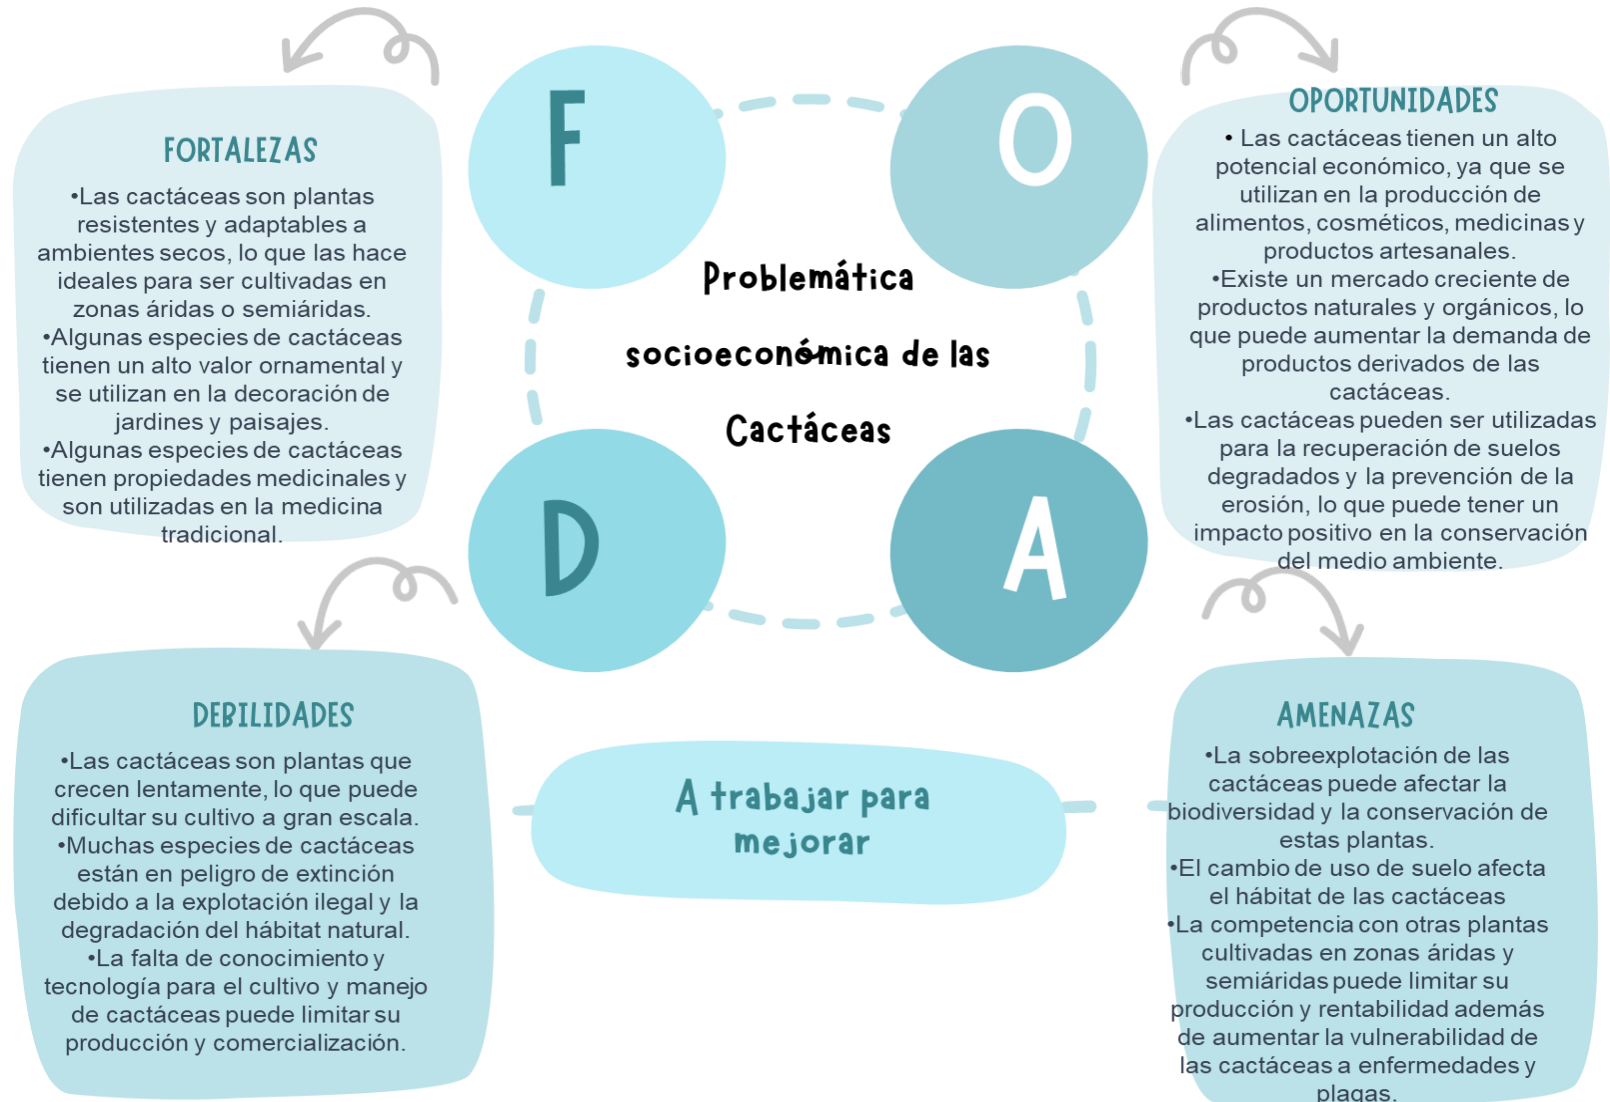 F
O
Problemática
socioeconómica de las
Cactáceas
D
A
FORTALEZAS
•Las cactáceas son plantas
resistentes y adaptables a
ambientes secos, lo que las hace
ideales para ser cultivadas en
zonas áridas o semiáridas.
•Algunas especies de cactáceas
tienen un alto valor ornamental y
se utilizan en la decoración de
jardines y paisajes.
•Algunas especies de cactáceas
tienen propiedades medicinales y
son utilizadas en la medicina
tradicional.
OPORTUNIDADES
• Las cactáceas tienen un alto
potencial económico, ya que se
utilizan en la producción de
alimentos, cosméticos, medicinas y
productos artesanales.
•Existe un mercado creciente de
productos naturales y orgánicos, lo
que puede aumentar la demanda de
productos derivados de las
cactáceas.
•Las cactáceas pueden ser utilizadas
para la recuperación de suelos
degradados y la prevención de la
erosión, lo que puede tener un
impacto positivo en la conservación
del medio ambiente.
DEBILIDADES
•Las cactáceas son plantas que
crecen lentamente, lo que puede
dificultar su cultivo a gran escala.
•Muchas especies de cactáceas
están en peligro de extinción
debido a la explotación ilegal y la
degradación del hábitat natural.
•La falta de conocimiento y
tecnología para el cultivo y manejo
de cactáceas puede limitar su
producción y comercialización.
A trabajar para
mejorar
AMENAZAS
•La sobreexplotación de las
cactáceas puede afectar la
biodiversidad y la conservación de
estas plantas.
•El cambio de uso de suelo afecta
el hábitat de las cactáceas
•La competencia con otras plantas
cultivadas en zonas áridas y
semiáridas puede limitar su
producción y rentabilidad además
de aumentar la vulnerabilidad de
las cactáceas a enfermedades y
plagas.